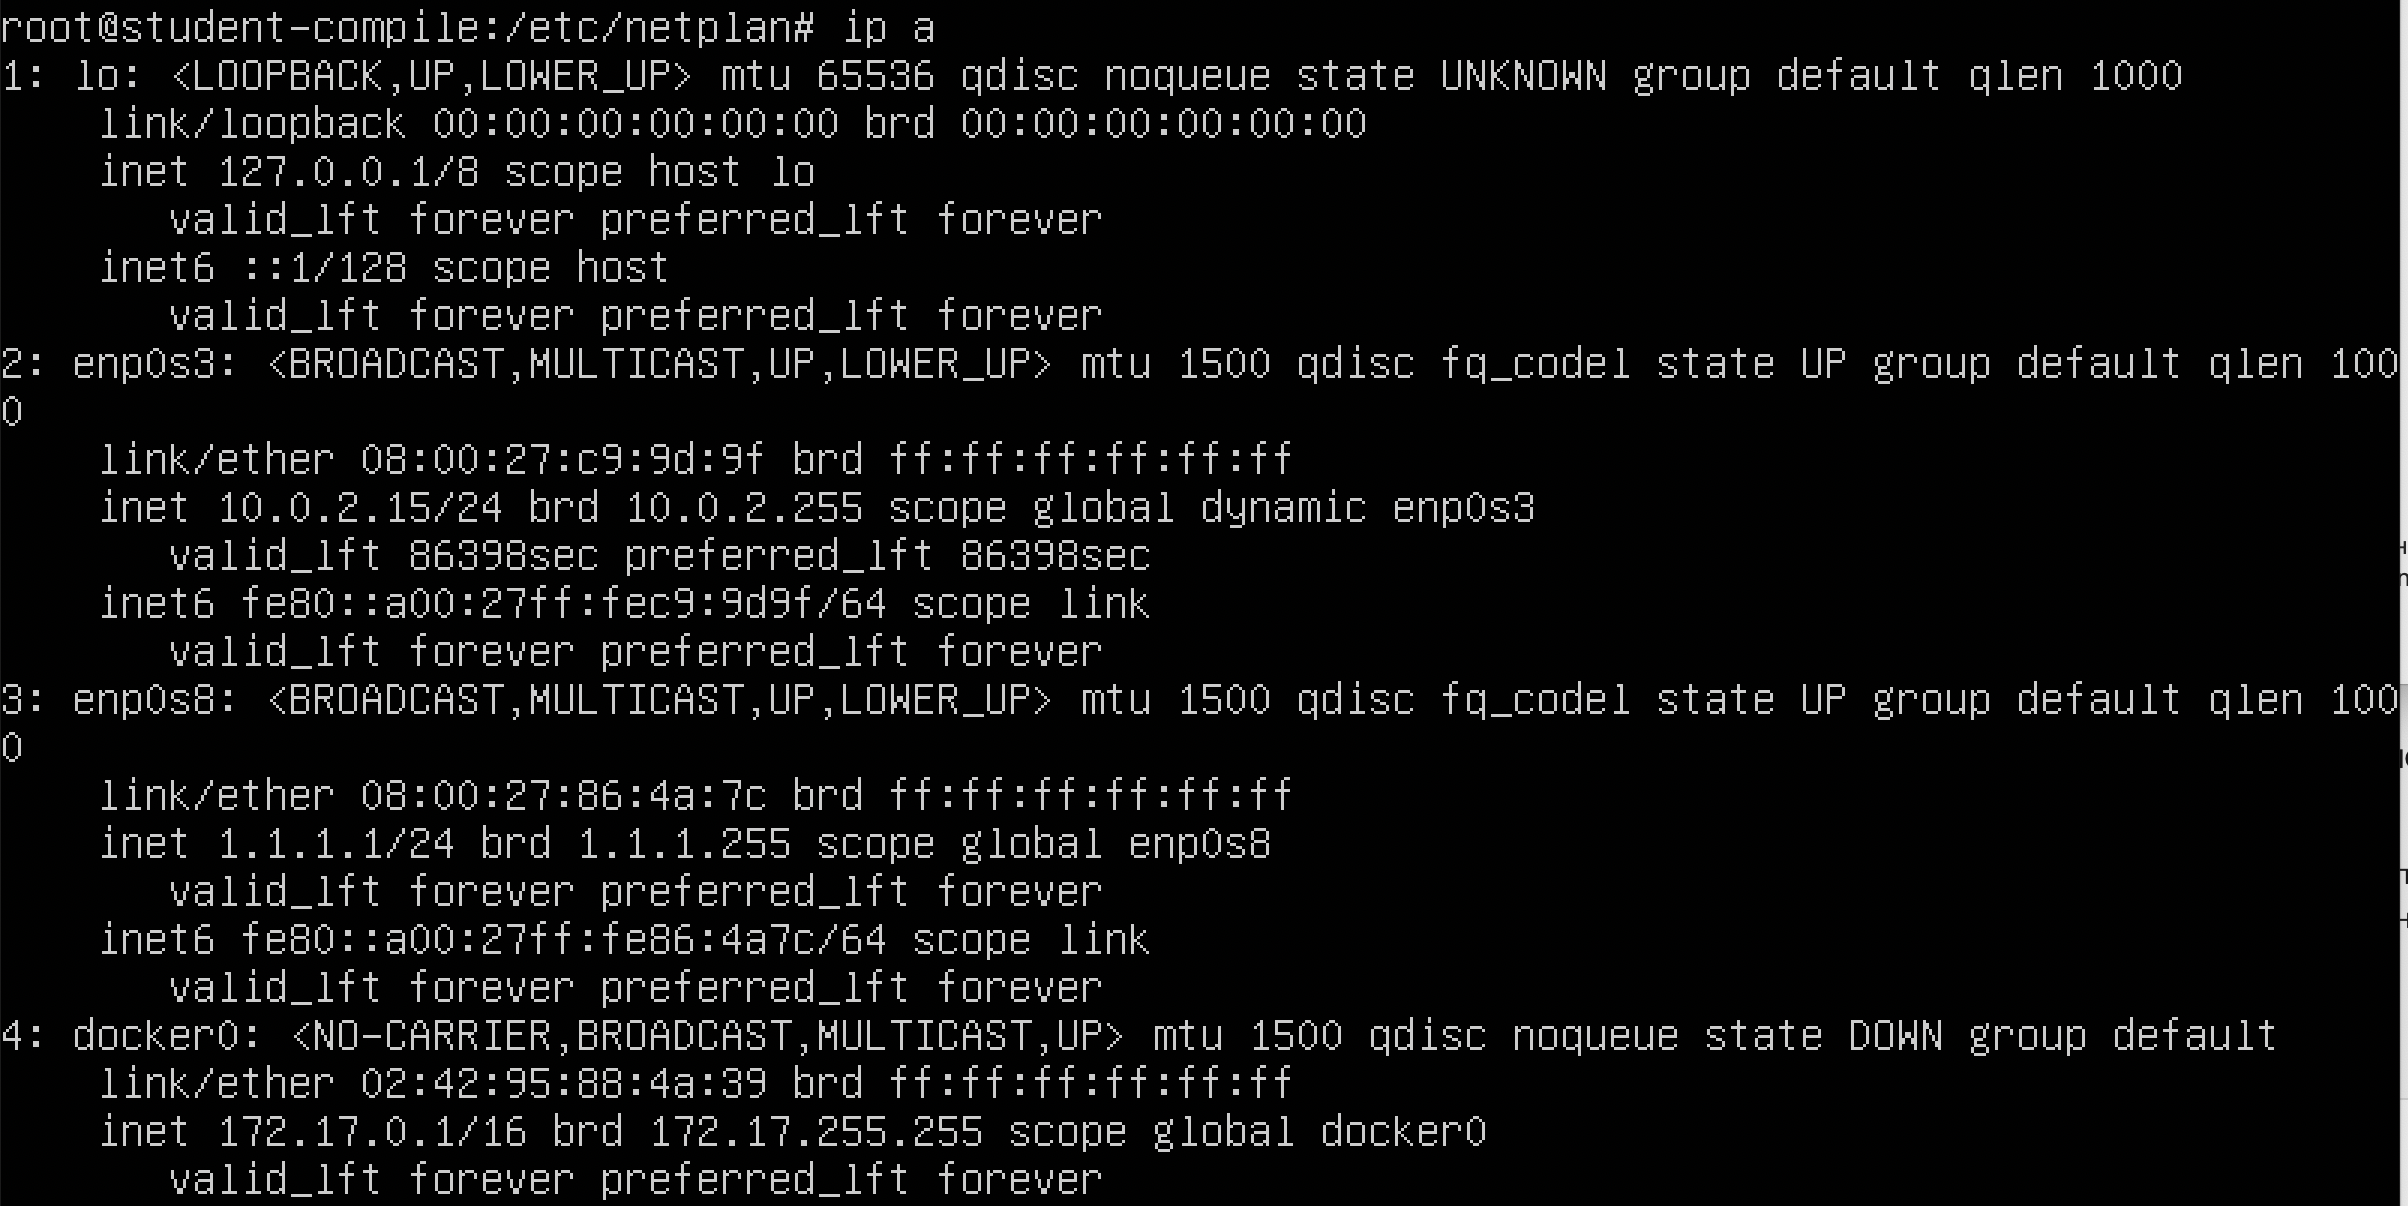 root@student-compile:/etc/netplan# ip a
1: lo: <LOOPBACK,UP,LOWER_UP> mtu 65536 qdisc noqueue state UNKNOWN group default qlen 1000
    link/loopback 00:00:00:00:00:00 brd 00:00:00:00:00:00
    inet 127.0.0.1/8 scope host lo
       valid_lft forever preferred_lft forever
    inet6 ::1/128 scope host
       valid_lft forever preferred_lft forever
2: enp0s3: <BROADCAST,MULTICAST,UP,LOWER_UP> mtu 1500 qdisc fq_codel state UP group default qlen 100
0
    link/ether 08:00:27:c9:9d:9f brd ff:ff:ff:ff:ff:ff
    inet 10.0.2.15/24 brd 10.0.2.255 scope global dynamic enp0s3
       valid_lft 86398sec preferred_lft 86398sec
    inet6 fe80::a00:27ff:fec9:9d9f/64 scope link
       valid_lft forever preferred_lft forever
3: enp0s8: <BROADCAST,MULTICAST,UP,LOWER_UP> mtu 1500 qdisc fq_codel state UP group default qlen 100
0
    link/ether 08:00:27:86:4a:7c brd ff:ff:ff:ff:ff:ff
    inet 1.1.1.1/24 brd 1.1.1.255 scope global enp0s8
       valid_lft forever preferred_lft forever
    inet6 fe80::a00:27ff:fe86:4a7c/64 scope link
       valid_lft forever preferred_lft forever
4: docker0: <NO-CARRIER,BROADCAST,MULTICAST,UP> mtu 1500 qdisc noqueue state DOWN group default
    link/ether 02:42:95:88:4a:39 brd ff:ff:ff:ff:ff:ff
    inet 172.17.0.1/16 brd 172.17.255.255 scope global docker0
       valid_lft forever preferred_lft forever